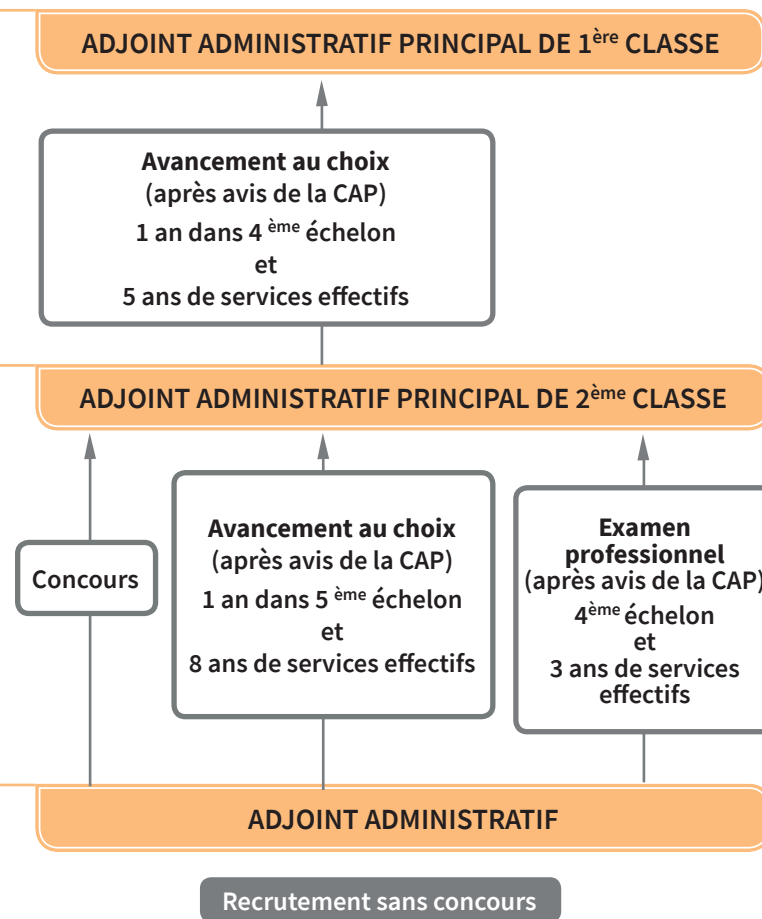 ADJOINT ADMINISTRATIF PRINCIPAL DE 1ère CLASSE
Avancement au choix
(après avis de la CAP)
1 an dans 4 ème échelon
et
5 ans de services effectifs
ADJOINT ADMINISTRATIF PRINCIPAL DE 2ème CLASSE
Concours
Avancement au choix
(après avis de la CAP)
1 an dans 5 ème échelon
et
8 ans de services effectifs
Examen
professionnel
(après avis de la CAP)
4ème échelon
et
3 ans de services
effectifs
ADJOINT ADMINISTRATIF
Recrutement sans concours